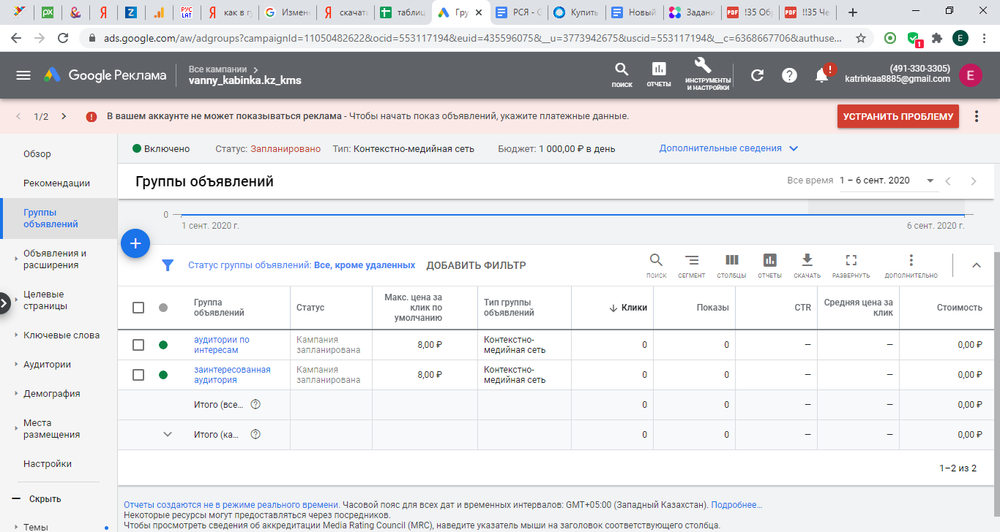 как в гу
Измене
скачать
таблиц
Гру
РСЯ - G
Купить
Новый
Задани
!35 Обр
!!35 Че
ads.google.com/aw/adgroups?campaignId=11050482622&ocid=553117194&euid=435596075&__u=3773942675&uscid=553117194&__c=6368667706&authuse...
1
E
Google Реклама
Все кампании
vanny_kabinka.kz_kms
ПОИСК
ОТЧЕТЫ
ИНСТРУМЕНТЫ
И НАСТРОЙКИ
(491-330-3305)
katrinkaa8885@gmail.com
E
1/2
В вашем аккаунте не может показываться реклама - Чтобы начать показ объявлений, укажите платежные данные.
УСТРАНИТЬ ПРОБЛЕМУ
Обзор
Рекомендации
Группы
объявлений
Объявления и
расширения
Целевые
страницы
Ключевые слова
Аудитории
Демография
Места
размещения
Настройки
Скрыть
Темы
Включено Статус: Запланировано Тип: Контекстно-медийная сеть Бюджет: 1 000,00 ₽ в день Дополнительные сведения
Группы объявлений
Все время 1 – 6 сент. 2020
0
1 сент. 2020 г. 6 сент. 2020 г.
Статус группы объявлений: Все, кроме удаленных ДОБАВИТЬ ФИЛЬТР
ПОИСК СЕГМЕНТ СТОЛБЦЫ ОТЧЕТЫ СКАЧАТЬ РАЗВЕРНУТЬ ДОПОЛНИТЕЛЬНО
Группа
объявлений
Статус
Макс. цена за
клик по
умолчанию
Тип группы
объявлений
Клики
Показы
CTR
Средняя цена за
клик
Стоимость
аудитории по
интересам
Кампания
запланирована
8,00 ₽
Контекстно-
медийная сеть
0 0 — — 0,00 ₽
заинтересованная
аудитория
Кампания
запланирована
8,00 ₽
Контекстно-
медийная сеть
0 0 — — 0,00 ₽
Итого (все... 0 0 — — 0,00 ₽
Итого (ка... 0 0 — — 0,00 ₽
1–2 из 2
Отчеты создаются не в режиме реального времени. Часовой пояс для всех дат и временных интервалов: GMT+05:00 (Западный Казахстан). Подробнее...
Некоторые ресурсы могут предоставляться через посредников.
Чтобы просмотреть сведения об аккредитации Media Rating Council (MRC), наведите указатель мыши на заголовок соответствующего столбца.